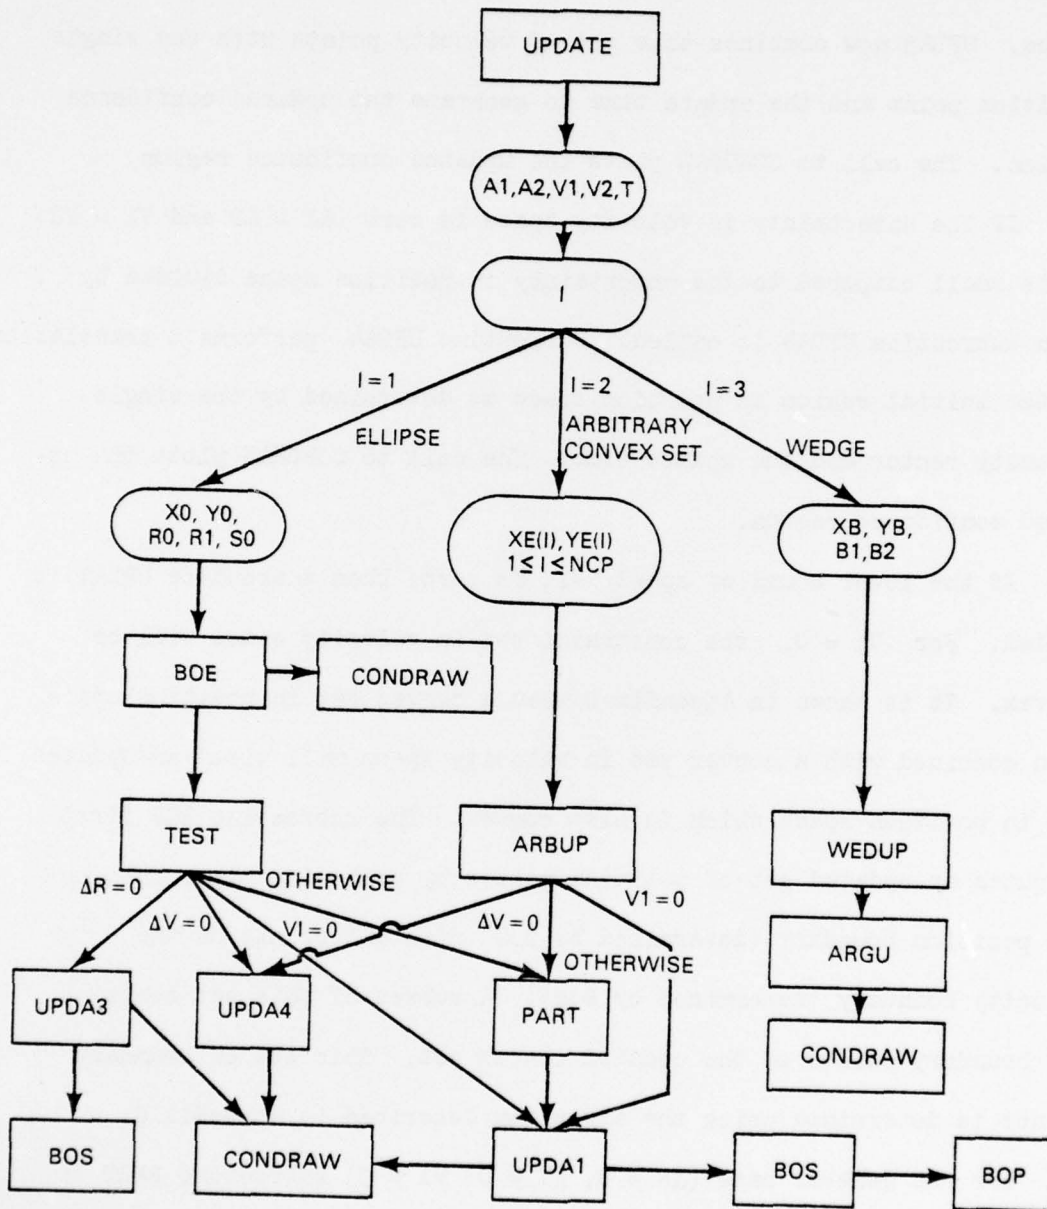 UPDATE
A1,A2,V1,V2,T
I
I = 1
I = 2
I = 3
ELLIPSE
ARBITRARY
CONVEX SET
WEDGE
X0, Y0,
R0, R1, S0
XE(I),YE(I)
1 ≤ I ≤ NCP
XB, YB,
B1,B2
BOE
CONDRAW
TEST
ARBUP
WEDUP
ΔR = 0
OTHERWISE
ΔV = 0
VI = 0
ΔV = 0
V1 = 0
OTHERWISE
UPDA3
UPDA4
PART
ARGU
CONDRAW
BOS
CONDRAW
UPDA1
BOS
BOP